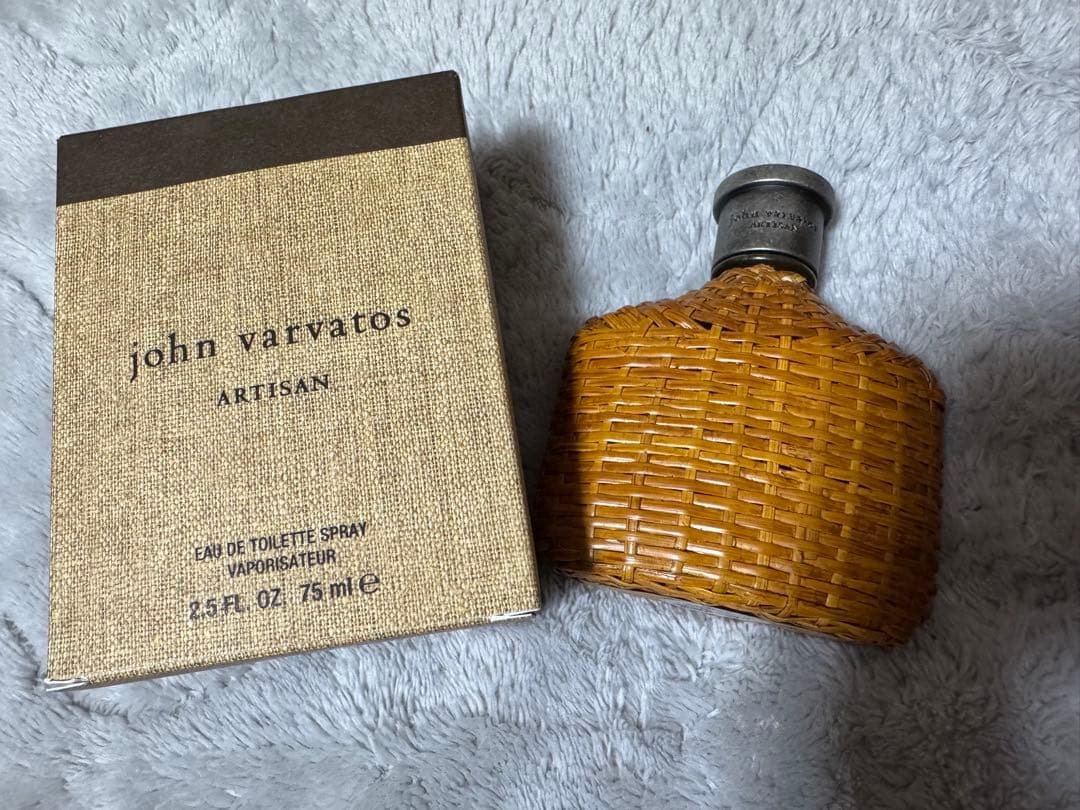 john varvatos
ARTISAN
EAU DE TOILETTE SPRAY
VAPORISATEUR
2.5 FL. OZ. 75 ml ℮
john varvatos
ARTISAN